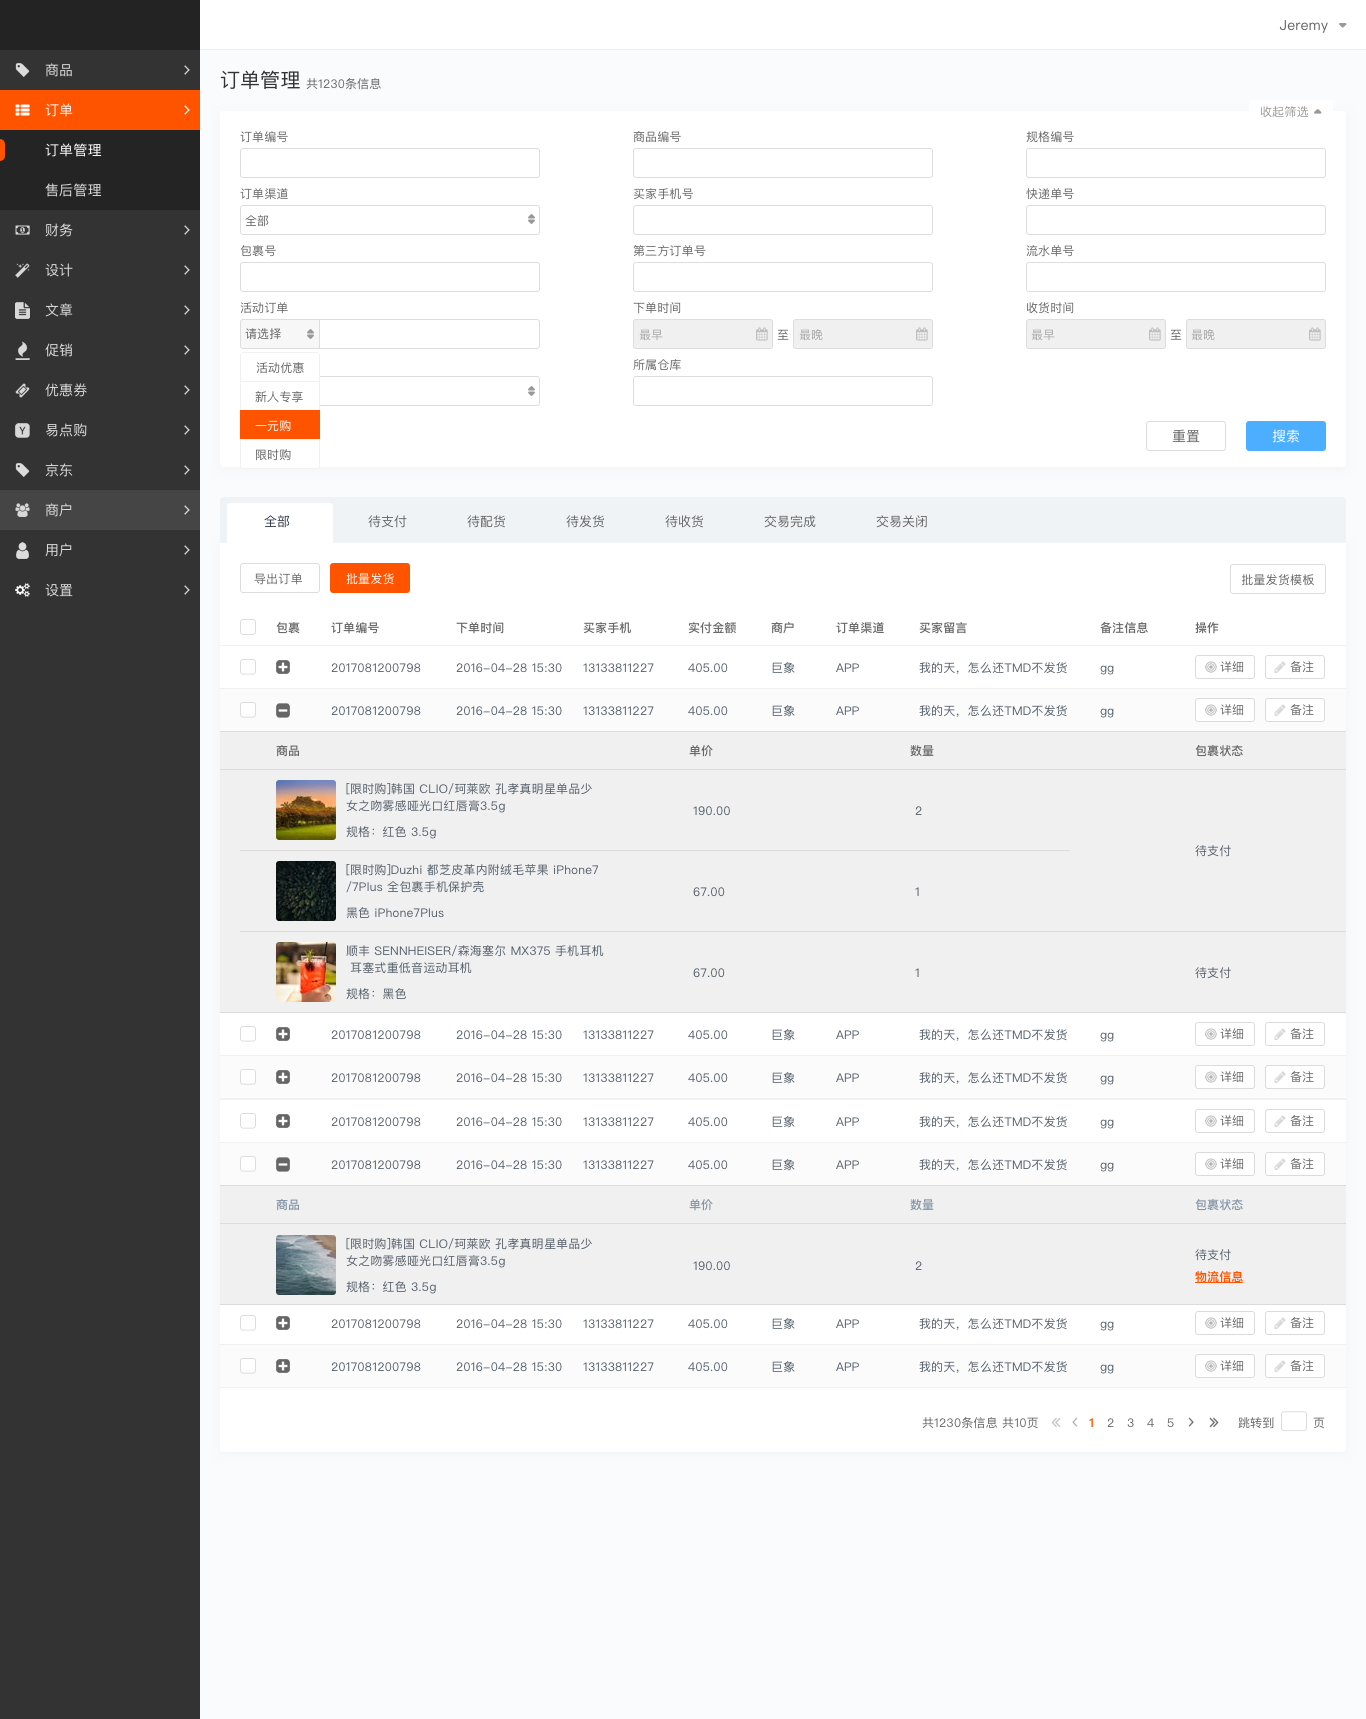 Jeremy
商品
订单
订单管理
售后管理
财务
设计
文章
促销
优惠券
易点购
京东
商户
用户
设置
订单管理 共1230条信息
收起筛选
订单编号 商品编号 规格编号
订单渠道 买家手机号 快递单号
全部
包裹号 第三方订单号 流水单号
活动订单 下单时间 收货时间
请选择 最早 至 最晚 最早 至 最晚
活动优惠 所属仓库
新人专享
一元购
限时购
重置 搜索
全部 待支付 待配货 待发货 待收货 交易完成 交易关闭
导出订单 批量发货 批量发货模板
包裹 订单编号 下单时间 买家手机 实付金额 商户 订单渠道 买家留言 备注信息 操作
2017081200798 2016-04-28 15:30 13133811227 405.00 巨象 APP 我的天，怎么还TMD不发货 gg 详细 备注
2017081200798 2016-04-28 15:30 13133811227 405.00 巨象 APP 我的天，怎么还TMD不发货 gg 详细 备注
商品 单价 数量 包裹状态
[限时购]韩国 CLIO/珂莱欧 孔孝真明星单品少
女之吻雾感哑光口红唇膏3.5g
规格：红色 3.5g
190.00 2
待支付
[限时购]Duzhi 都芝皮革内附绒毛苹果 iPhone7
/7Plus 全包裹手机保护壳
黑色 iPhone7Plus
67.00 1
顺丰 SENNHEISER/森海塞尔 MX375 手机耳机
耳塞式重低音运动耳机
规格：黑色
67.00 1 待支付
2017081200798 2016-04-28 15:30 13133811227 405.00 巨象 APP 我的天，怎么还TMD不发货 gg 详细 备注
2017081200798 2016-04-28 15:30 13133811227 405.00 巨象 APP 我的天，怎么还TMD不发货 gg 详细 备注
2017081200798 2016-04-28 15:30 13133811227 405.00 巨象 APP 我的天，怎么还TMD不发货 gg 详细 备注
2017081200798 2016-04-28 15:30 13133811227 405.00 巨象 APP 我的天，怎么还TMD不发货 gg 详细 备注
商品 单价 数量 包裹状态
[限时购]韩国 CLIO/珂莱欧 孔孝真明星单品少
女之吻雾感哑光口红唇膏3.5g
规格：红色 3.5g
190.00 2
待支付
物流信息
2017081200798 2016-04-28 15:30 13133811227 405.00 巨象 APP 我的天，怎么还TMD不发货 gg 详细 备注
2017081200798 2016-04-28 15:30 13133811227 405.00 巨象 APP 我的天，怎么还TMD不发货 gg 详细 备注
共1230条信息 共10页 « ‹ 1 2 3 4 5 › » 跳转到 页